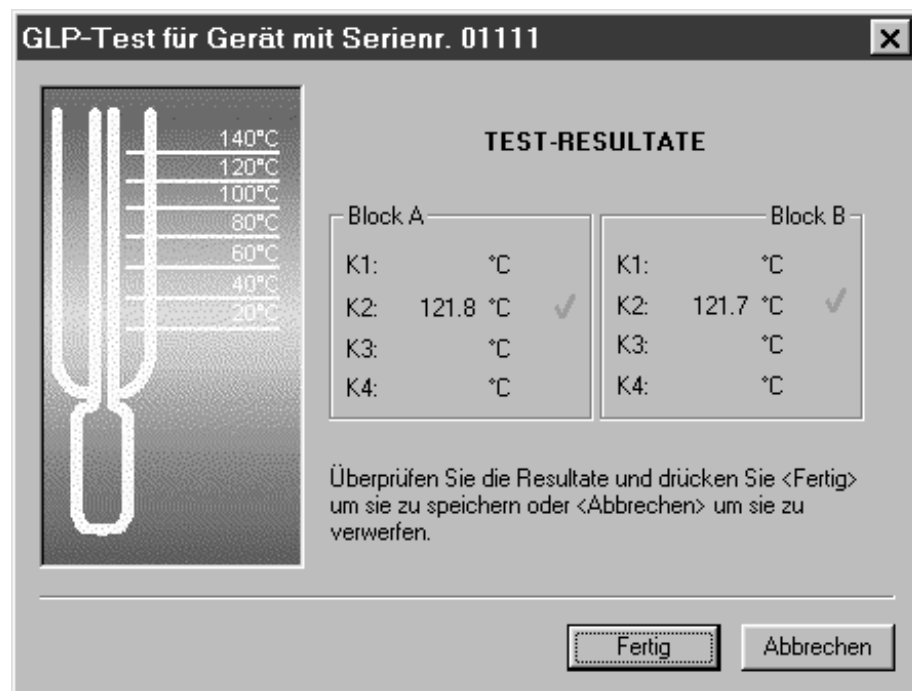 GLP-Test für Gerät mit Serienr. 01111
140°C
120°C
100°C
80°C
60°C
40°C
20°C
TEST-RESULTATE
Block A
K1: °C
K2: 121.8 °C
K3: °C
K4: °C
Block B
K1: °C
K2: 121.7 °C
K3: °C
K4: °C
Überprüfen Sie die Resultate und drücken Sie <Fertig>
um sie zu speichern oder <Abbrechen> um sie zu
verwerfen.
Fertig
Abbrechen